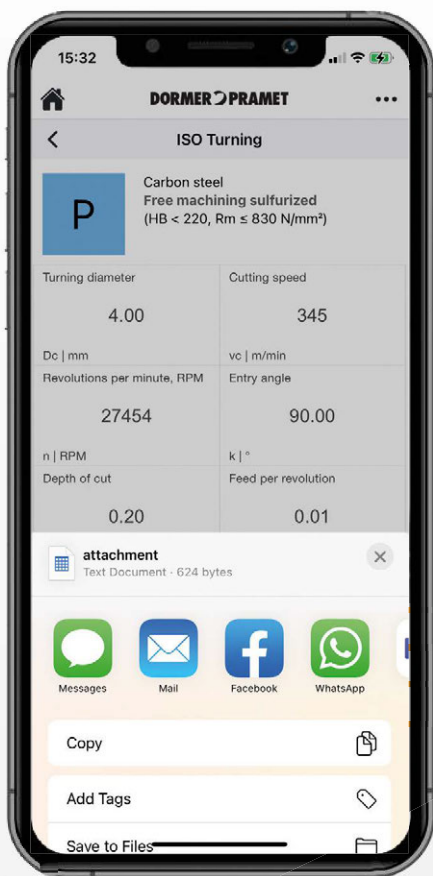 15:32
DORMER PRAMET
ISO Turning
P
Carbon steel
Free machining sulfurized
(HB < 220, Rm ≤ 830 N/mm²)
Turning diameter
Cutting speed
4.00
345
Dc | mm
vc | m/min
Revolutions per minute, RPM
Entry angle
27454
90.00
n | RPM
k | °
Depth of cut
Feed per revolution
0.20
0.01
attachment
Text Document · 624 bytes
Messages
Mail
Facebook
WhatsApp
Copy
Add Tags
Save to Files